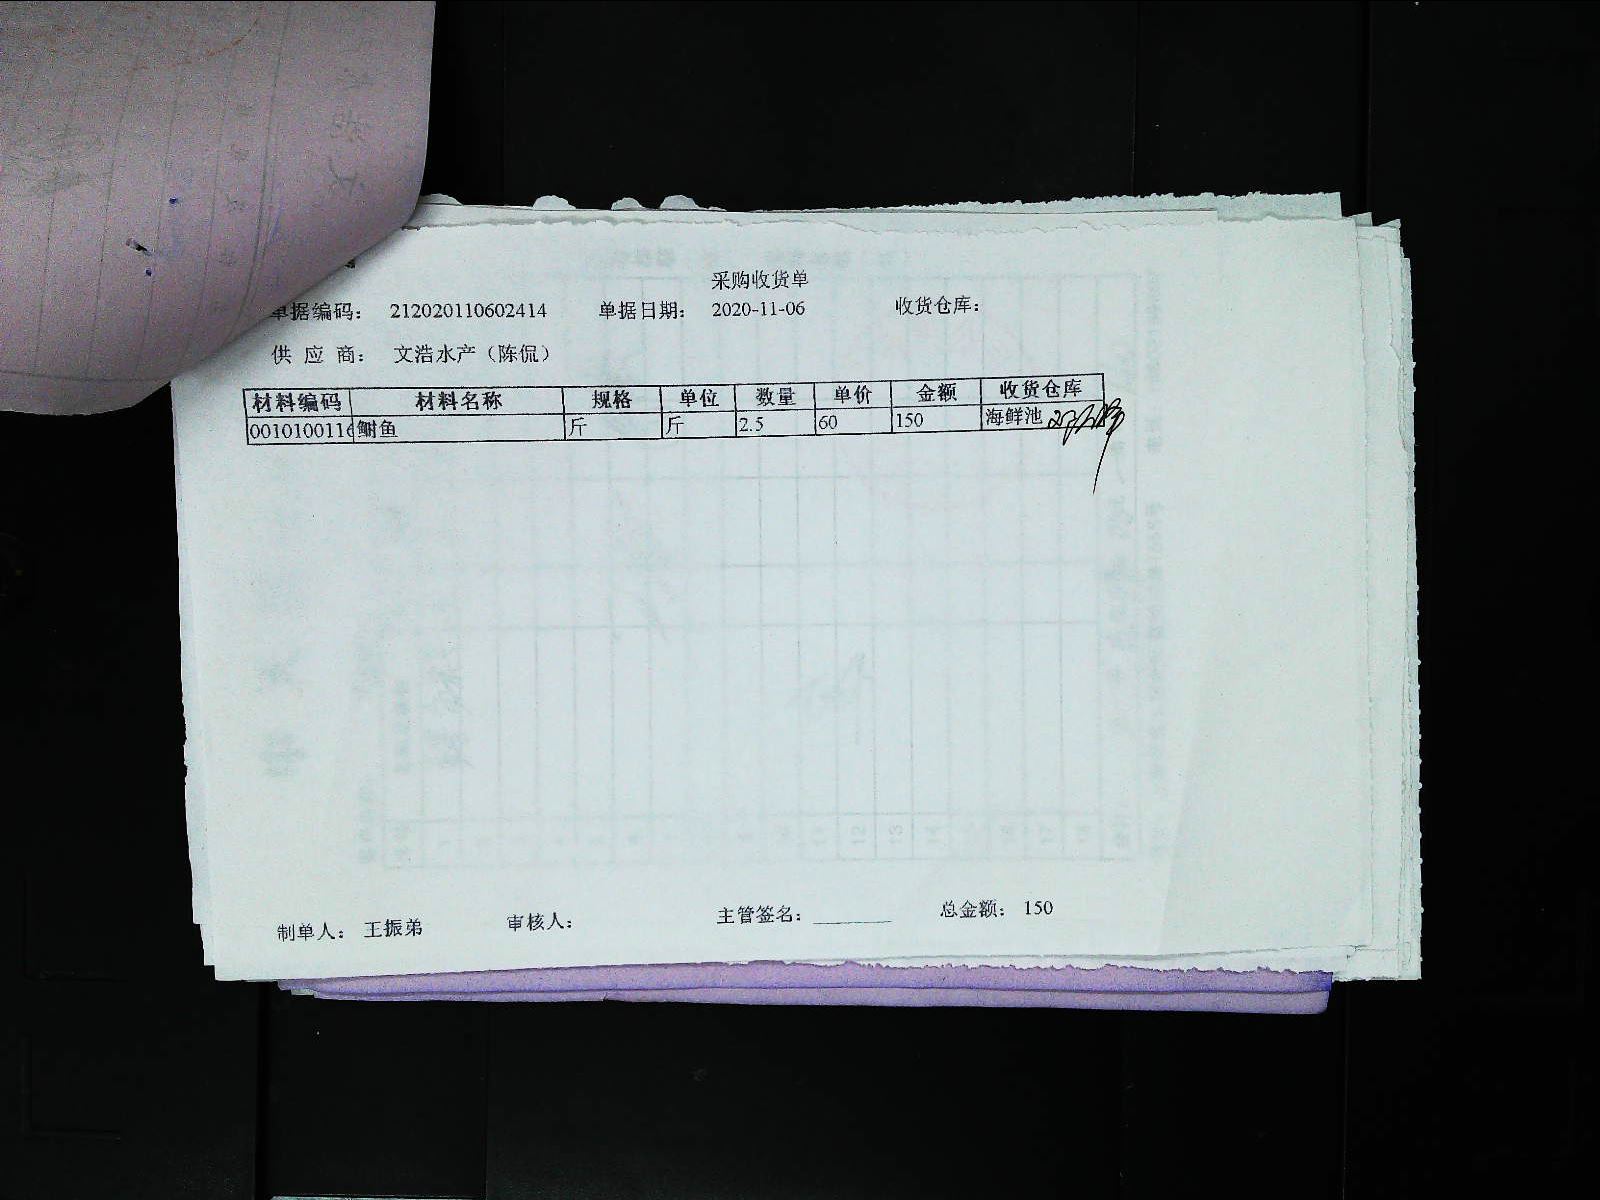 采购收货单
单据编码： 212020110602414 单据日期： 2020-11-06 收货仓库：
供 应 商： 文浩水产（陈侃）
材料编码 材料名称 规格 单位 数量 单价 金额 收货仓库
001010011 鲥鱼 斤 斤 2.5 60 150 海鲜池
制单人： 王振弟 审核人： 主管签名： 总金额： 150